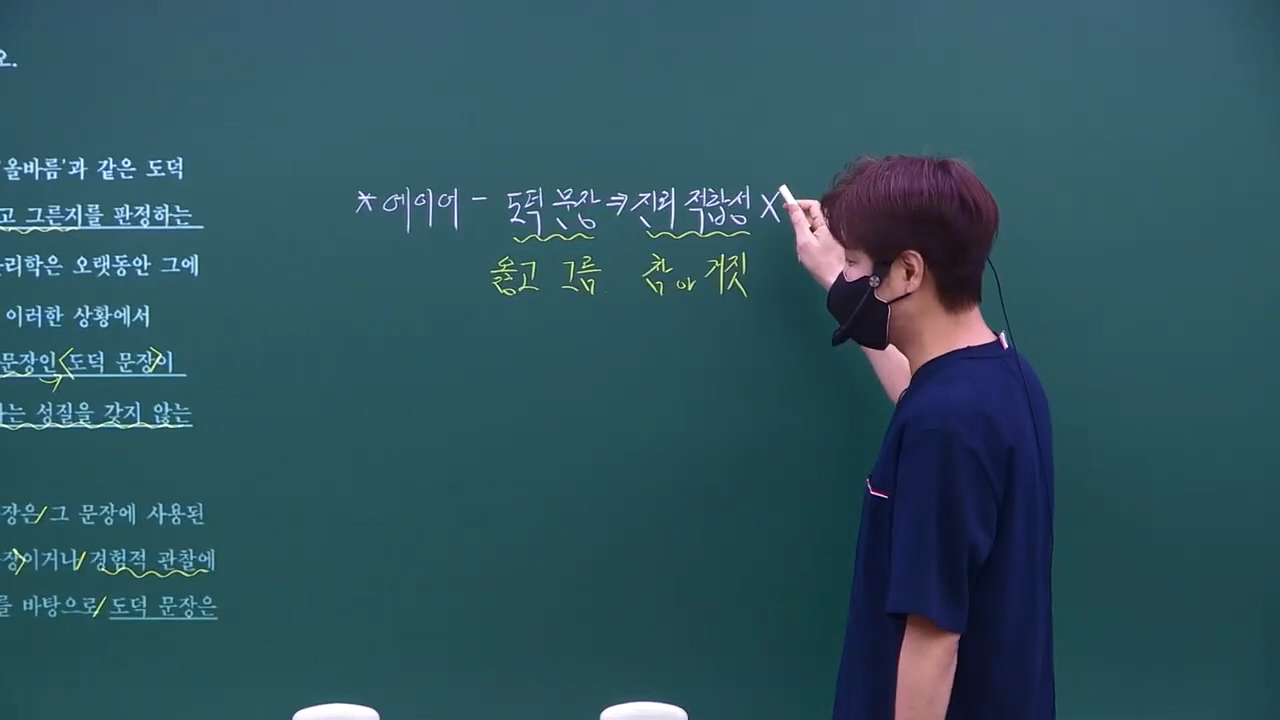 요.
'올바름'과 같은 도덕
고 그른지를 판정하는
리학은 오랫동안 그에
이러한 상황에서
문장인<도덕 문장>이
는 성질을 갖지 않는
장은/그 문장에 사용된
장>이거나/경험적 관찰에
를 바탕으로/도덕 문장은
* 에이어 - 도덕 문장 ⇒ 진리 적합성 X
옳고 그름 참 or 거짓